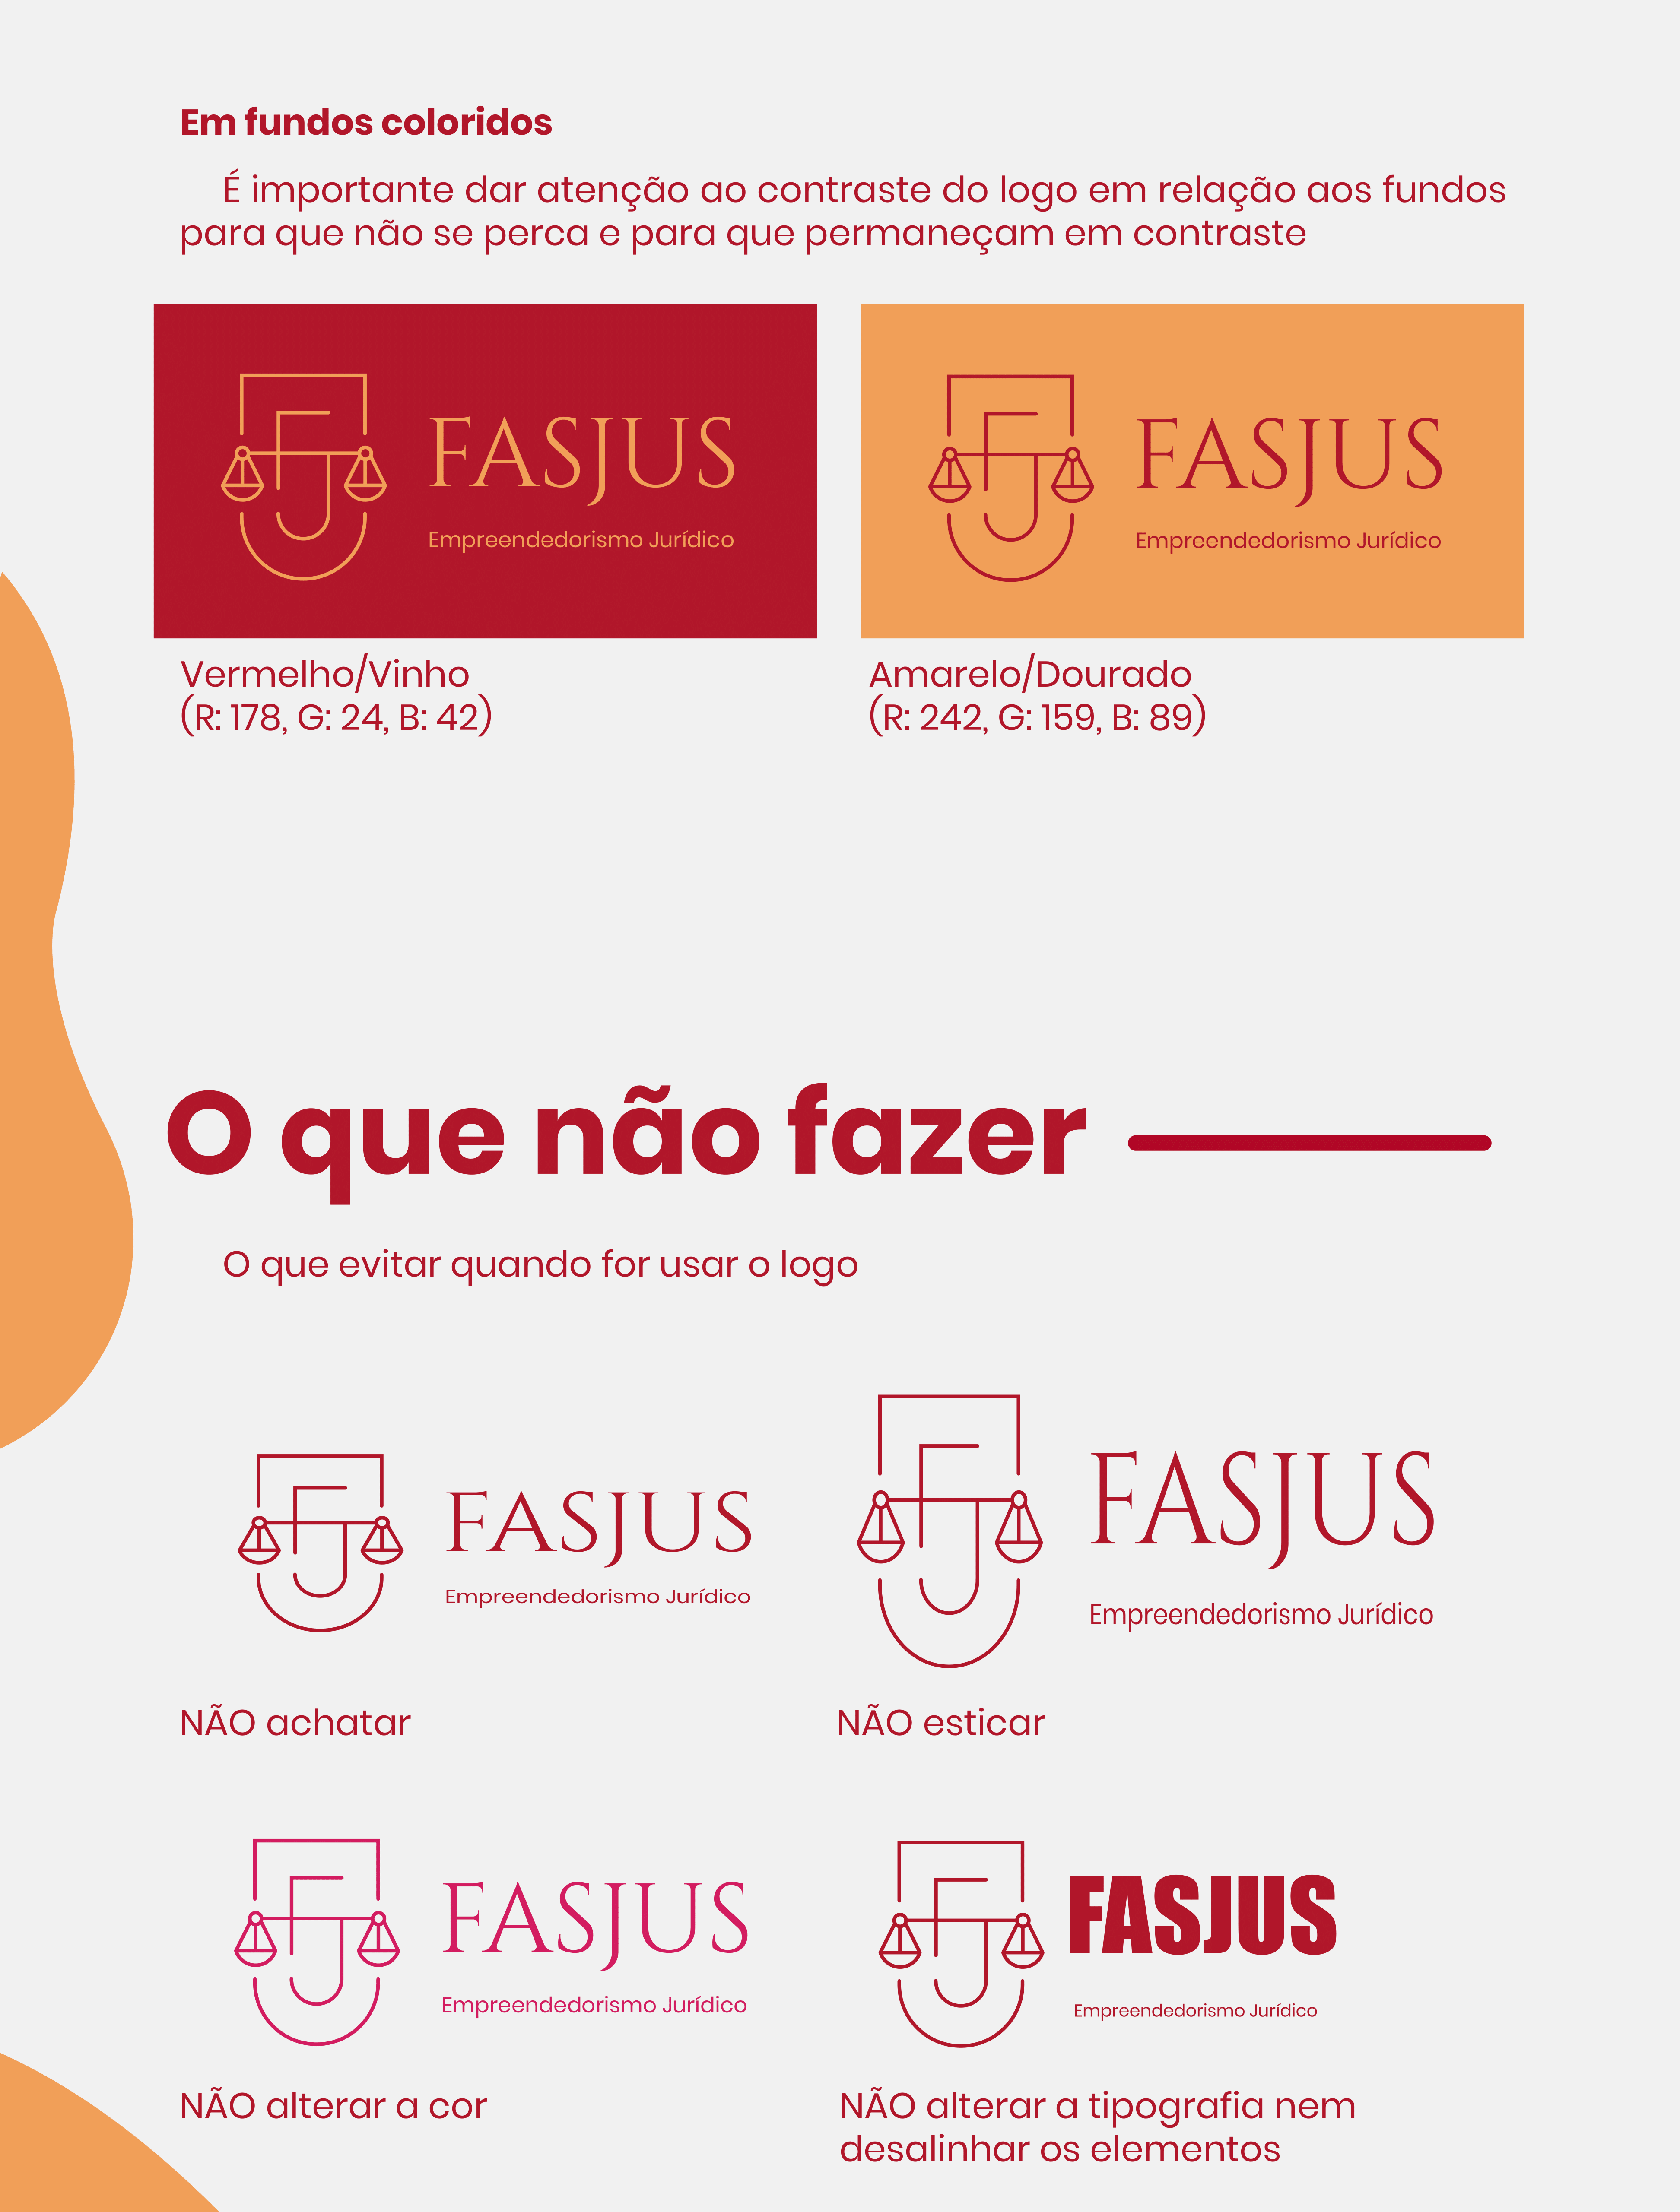 Em fundos coloridos
É importante dar atenção ao contraste do logo em relação aos fundos
para que não se perca e para que permaneçam em contraste
FASJUS
Empreendedorismo Jurídico
FASJUS
Empreendedorismo Jurídico
Vermelho/Vinho
(R: 178, G: 24, B: 42)
Amarelo/Dourado
(R: 242, G: 159, B: 89)
O que não fazer
O que evitar quando for usar o logo
FASJUS
Empreendedorismo Jurídico
FASJUS
Empreendedorismo Jurídico
NÃO achatar
NÃO esticar
FASJUS
Empreendedorismo Jurídico
FASJUS
Empreendedorismo Jurídico
NÃO alterar a cor
NÃO alterar a tipografia nem
desalinhar os elementos